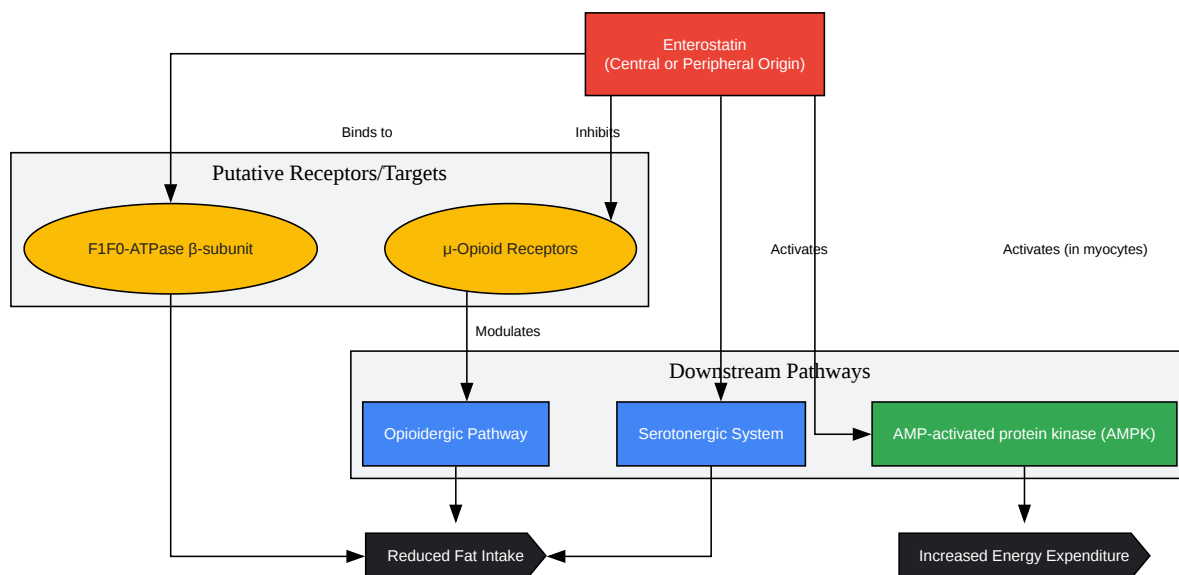 Enterostatin
(Central or Peripheral Origin)
Binds to
Inhibits
Putative Receptors/Targets
F1F0-ATPase β-subunit
μ-Opioid Receptors
Activates
Activates (in myocytes)
Modulates
Downstream Pathways
Opioidergic Pathway
Serotonergic System
AMP-activated protein kinase (AMPK)
Reduced Fat Intake
Increased Energy Expenditure